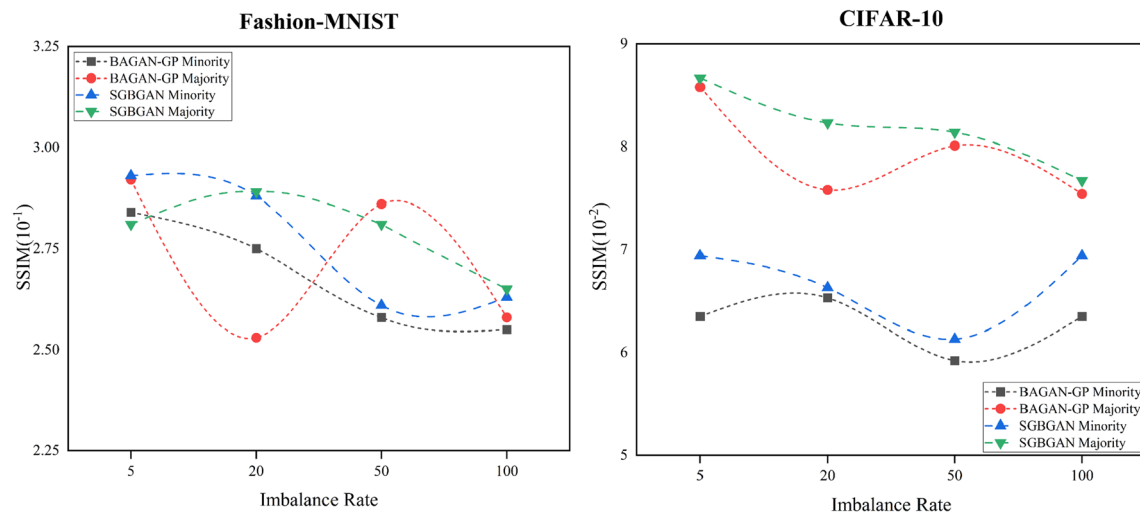 Fashion-MNIST
3.25
3.00
2.75
2.50
2.25
SSIM(10⁻¹)
BAGAN-GP Minority
BAGAN-GP Majority
SGBGAN Minority
SGBGAN Majority
5
20
50
100
Imbalance Rate
CIFAR-10
9
8
7
6
5
SSIM(10⁻²)
BAGAN-GP Minority
BAGAN-GP Majority
SGBGAN Minority
SGBGAN Majority
5
20
50
100
Imbalance Rate